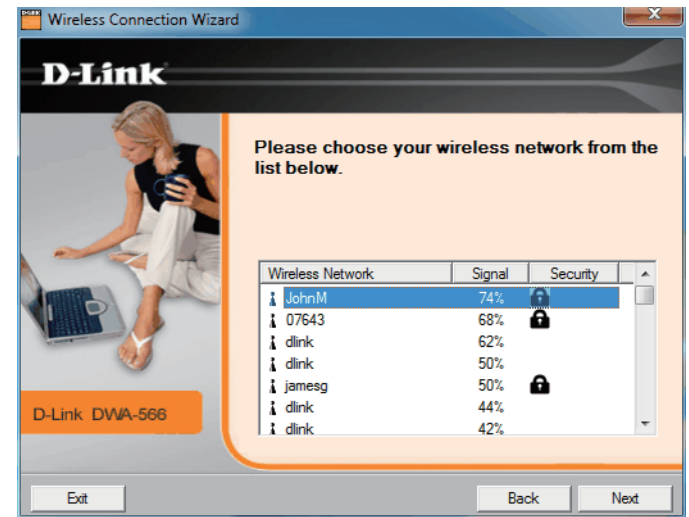 Wireless Connection Wizard
D-Link
Please choose your wireless network from the
list below.
Wireless Network Signal Security
JohnM 74%
07643 68%
dlink 62%
dlink 50%
jamesg 50%
dlink 44%
dlink 42%
D-Link DWA-566
Exit Back Next